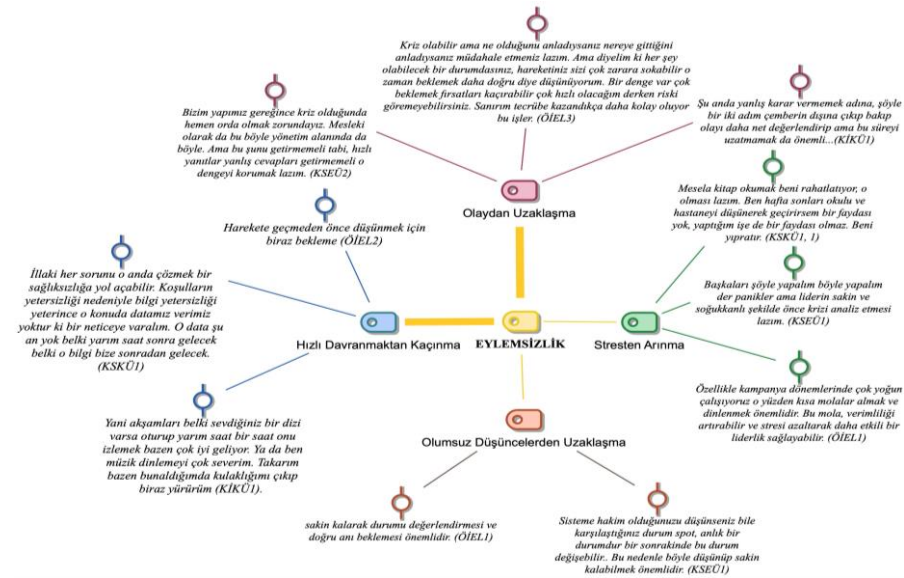 Kriz olabilir ama ne olduğunu anladıysanız nereye gittiğini
anladıysanız müdahale etmeniz lazım. Ama diyelim ki her şey
olabilecek bir durumdasınız, hareketiniz sizi çok zarara sokabilir o
zaman beklemek daha doğru diye düşünüyorum. Bir denge var çok
beklemek fırsatları kaçırabilir çok hızlı olacağım derken riski
göremeyebilirsiniz. Sanırım tecrübe kazandıkça daha kolay oluyor
bu işler. (ÖİEL3)
Bizim yapımız gereğince kriz olduğunda
hemen orda olmak zorundayız. Mesleki
olarak da bu böyle yönetim alanında da
böyle. Ama bu şunu getirmemeli tabi, hızlı
yanıtlar yanlış cevapları getirmemeli o
dengeyi korumak lazım. (KSEÜ2)
Şu anda yanlış karar vermemek adına, şöyle
bir iki adım çemberin dışına çıkıp bakıp
olayı daha net değerlendirip ama bu süreyi
uzatmamak da önemli...(KİKÜ1)
Olaydan Uzaklaşma
Mesela kitap okumak beni rahatlatıyor, o
olması lazım. Ben hafta sonları okulu ve
hastaneyi düşünerek geçirirsem bir faydası
yok, yaptığım işe de bir faydası olmaz. Beni
yıpratır. (KSKÜ1, 1)
Harekete geçmeden önce düşünmek için
biraz bekleme (ÖİEL2)
İllaki her sorunu o anda çözmek bir
sağlıksızlığa yol açabilir. Koşulların
yetersizliği nedeniyle bilgi yetersizliği
yeterince o konuda datamız verimiz
yoktur ki bir neticeye varalım. O data şu
an yok belki yarım saat sonra gelecek
belki o bilgi bize sonradan gelecek.
(KSKÜ1)
Başkaları şöyle yapalım böyle yapalım
der panikler ama liderin sakin ve
soğukkanlı şekilde önce krizi analiz etmesi
lazım. (KSEÜ1)
Hızlı Davranmaktan Kaçınma
EYLEMSİZLİK
Stresten Arınma
Özellikle kampanya dönemlerinde çok yoğun
çalışıyoruz o yüzden kısa molalar almak ve
dinlenmek önemlidir. Bu mola, verimliliği
artırabilir ve stresi azaltarak daha etkili bir
liderlik sağlayabilir. (ÖİEL1)
Yani akşamları belki sevdiğiniz bir dizi
varsa oturup yarım saat bir saat onu
izlemek bazen çok iyi geliyor. Ya da ben
müzik dinlemeyi çok severim. Takarım
bazen bunaldığımda kulaklığımı çıkıp
biraz yürürüm (KİKÜ1).
Olumsuz Düşüncelerden Uzaklaşma
sakin kalarak durumu değerlendirmesi ve
doğru anı beklemesi önemlidir. (ÖİEL1)
Sisteme hakim olduğunuzu düşünseniz bile
karşılaştığınız durum spot, anlık bir
durumdur bir sonrakinde bu durum
değişebilir.. Bu nedenle böyle düşünüp sakin
kalabilmek önemlidir. (KSEÜ1)